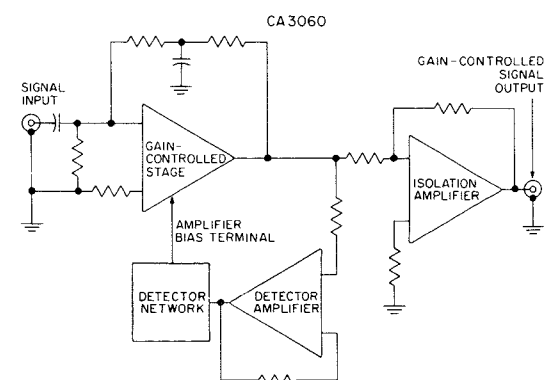 CA3060
GAIN-CONTROLLED
SIGNAL
OUTPUT
SIGNAL
INPUT
GAIN-
CONTROLLED
STAGE
ISOLATION
AMPLIFIER
AMPLIFIER
BIAS TERMINAL
DETECTOR
NETWORK
DETECTOR
AMPLIFIER